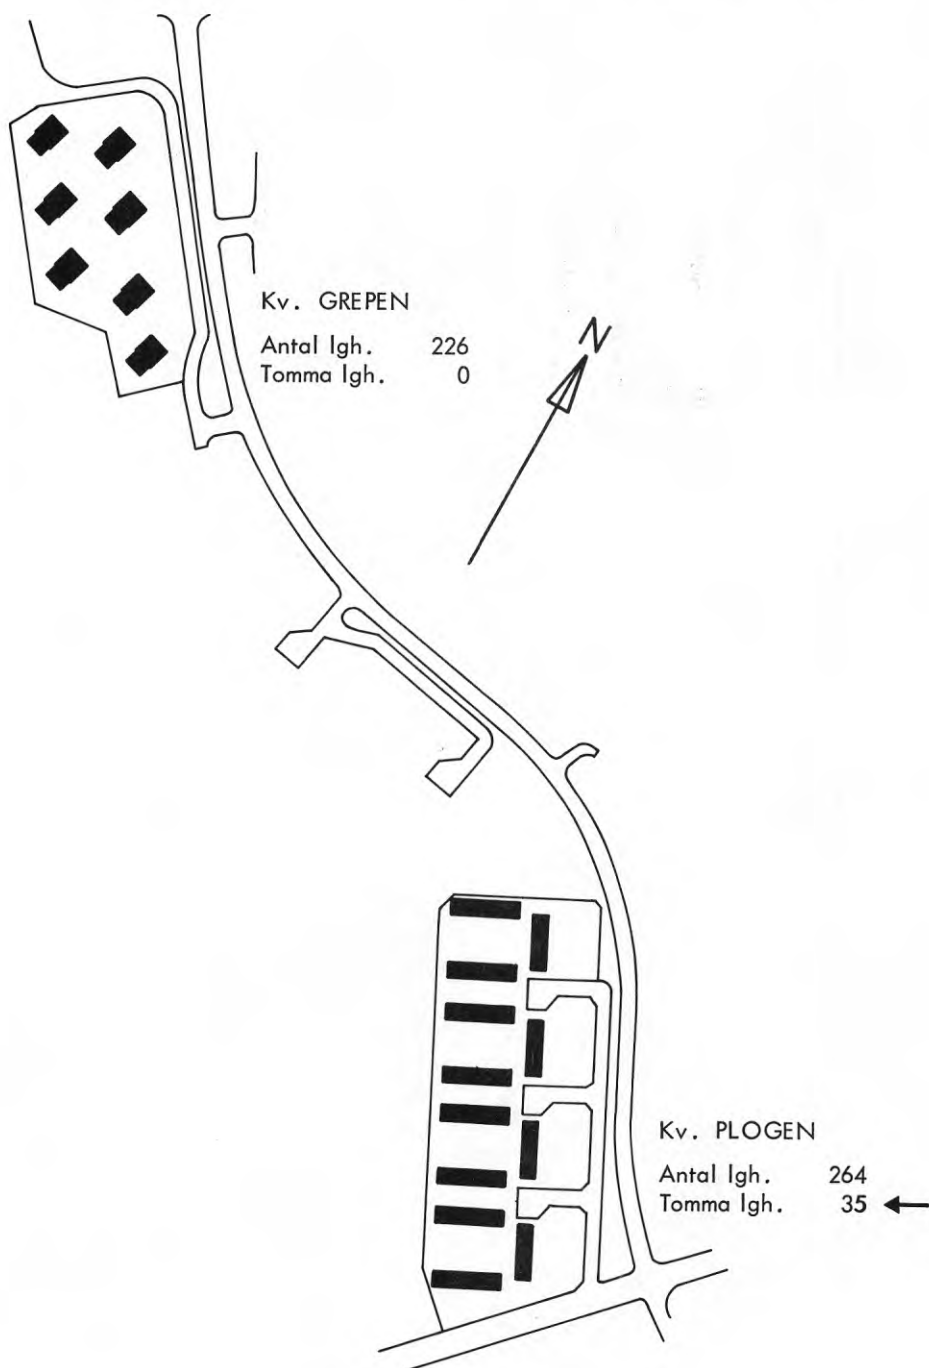 Kv. GREPEN
Antal lgh. 226
Tomma lgh. 0
N
Kv. PLOGEN
Antal lgh. 264
Tomma lgh. 35